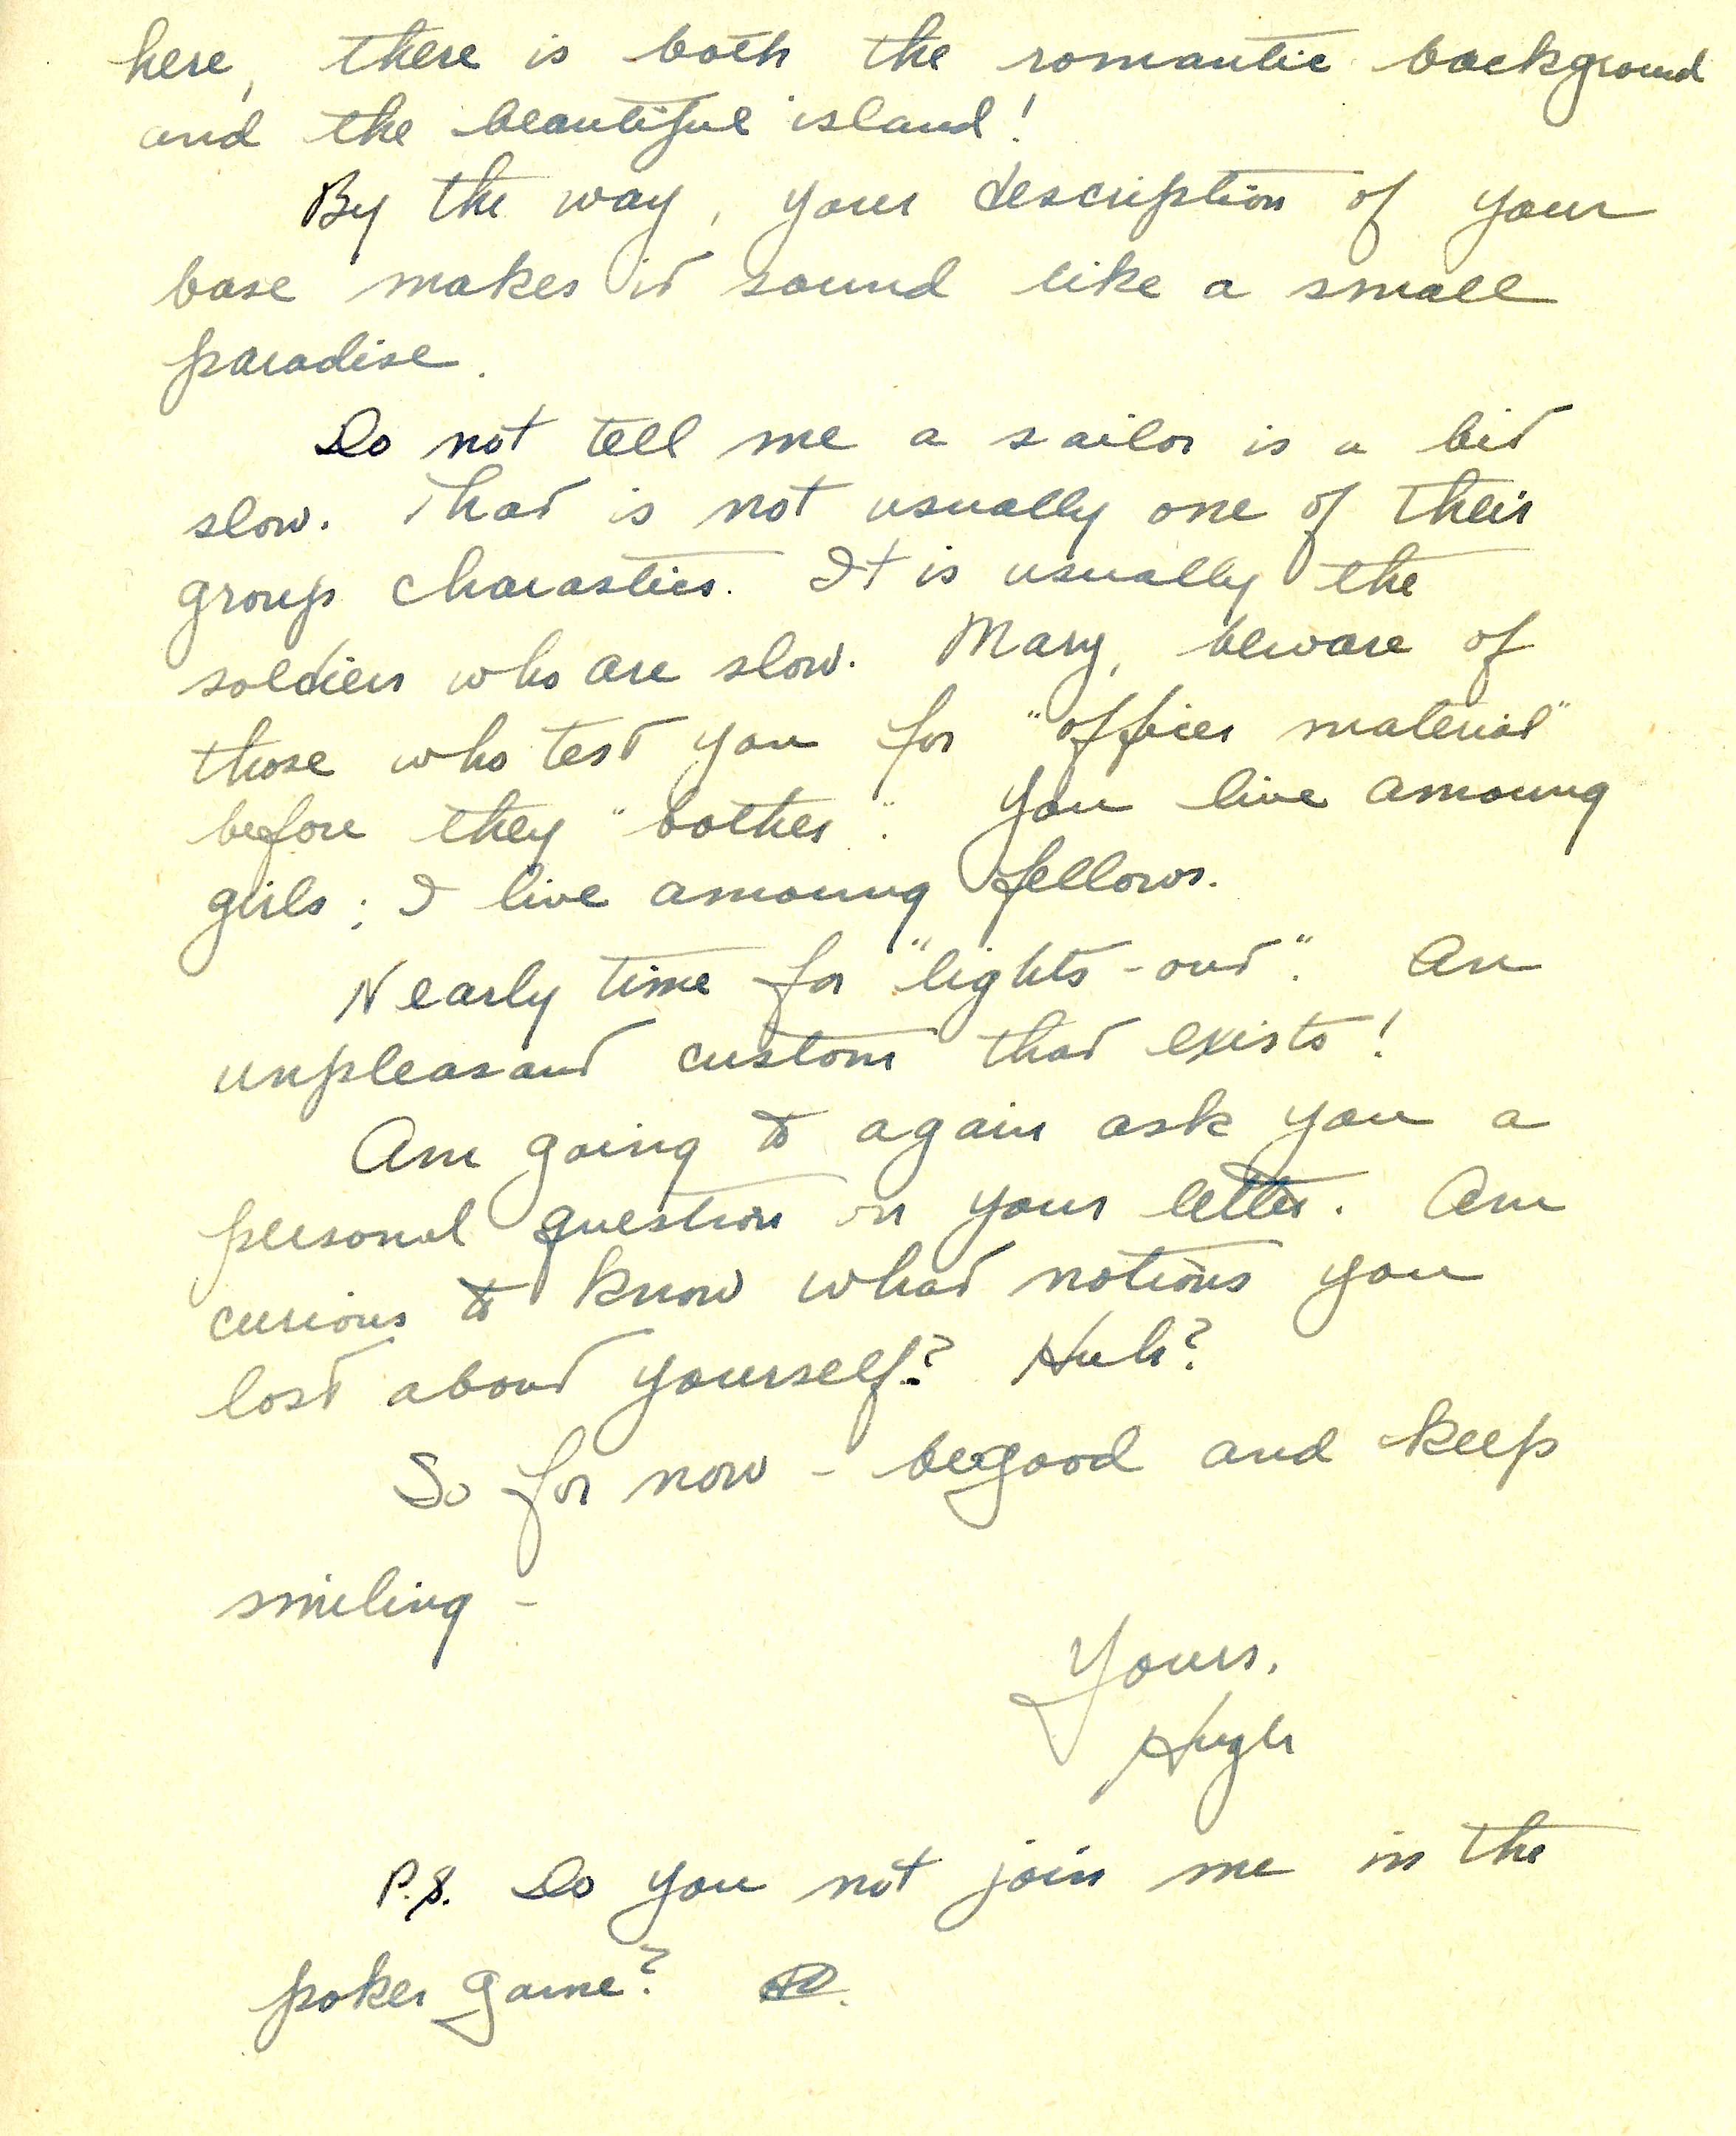 here, there is both the romantic background
and the beautiful island!
By the way, your description of your
base makes it sound like a small
paradise.
Do not tell me a sailor is a bit
slow. That is not usually one of their
group charastics. It is usually the
soldiers who are slow. Mary, beware of
those who test you for "officer material"
before they "bother". You live amoung
girls; I live amoung fellows.
Nearly time for "lights-out". An
unpleasant custom that exists!
Am going to again ask you a
personal question on your letter. Am
curious to know what notions you
lost about yourself? Huh?
So for now - be good and keep
smiling -
Yours,
Hugh
P.S. Do you not join me in the
poker game?